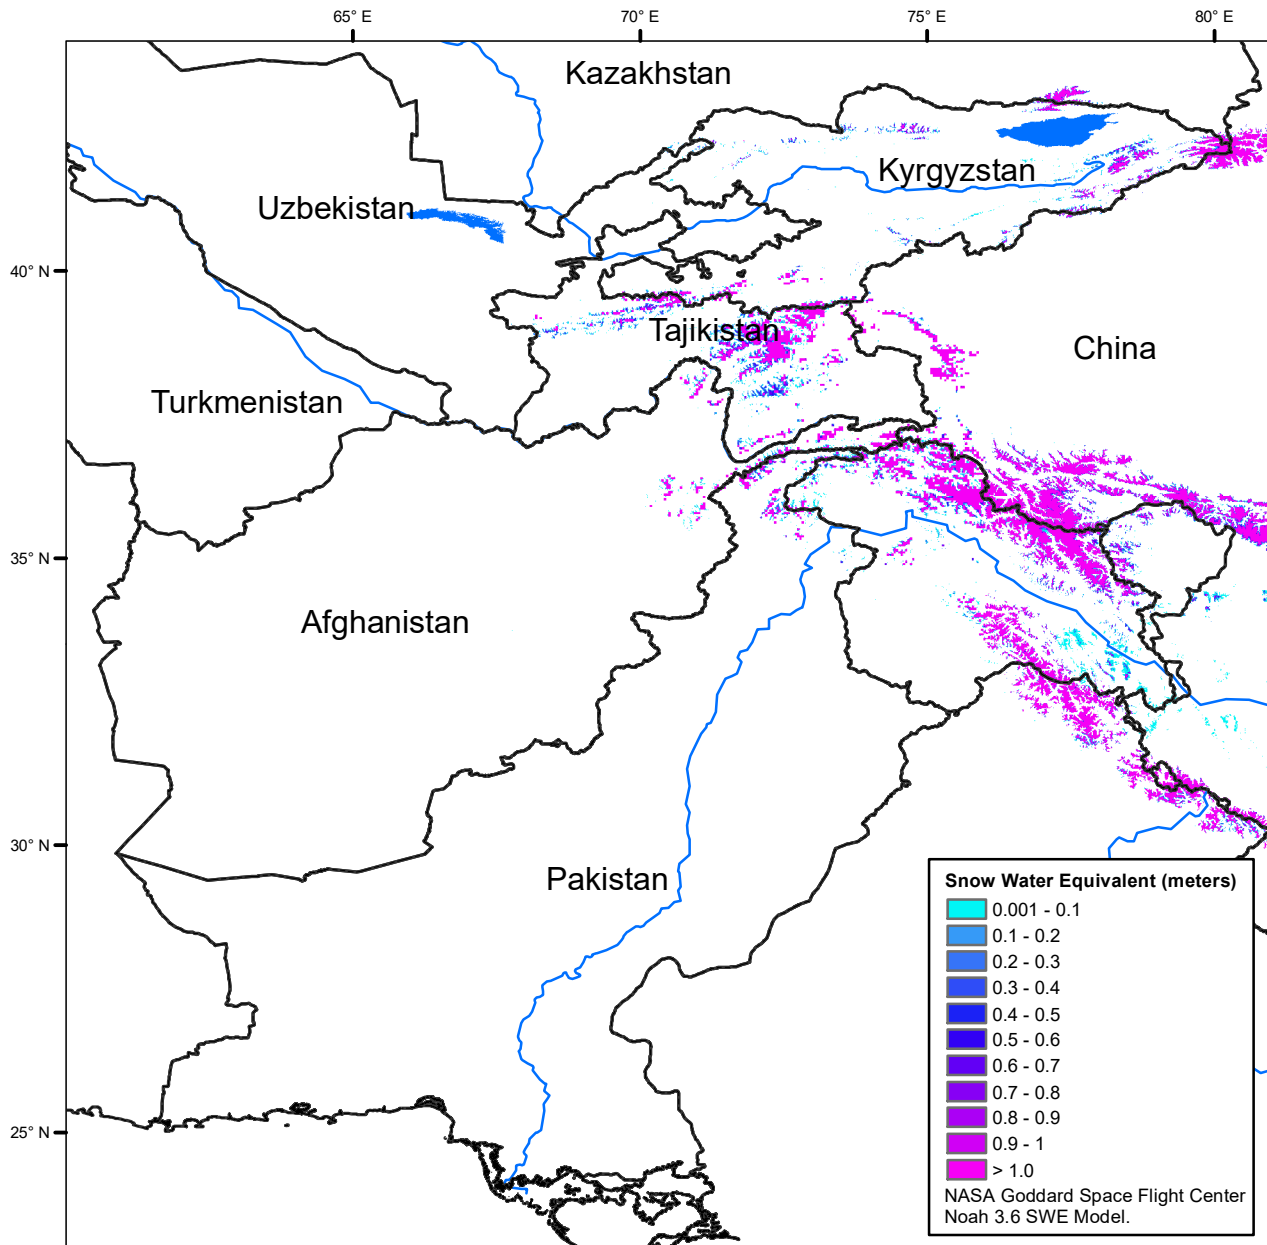 65° E
70° E
75° E
80° E
Kazakhstan
Kyrgyzstan
Uzbekistan
40° N
Tajikistan
China
Turkmenistan
35° N
Afghanistan
30° N
Pakistan
25° N
Snow Water Equivalent (meters)
0.001 - 0.1
0.1 - 0.2
0.2 - 0.3
0.3 - 0.4
0.4 - 0.5
0.5 - 0.6
0.6 - 0.7
0.7 - 0.8
0.8 - 0.9
0.9 - 1
> 1.0
NASA Goddard Space Flight Center
Noah 3.6 SWE Model.